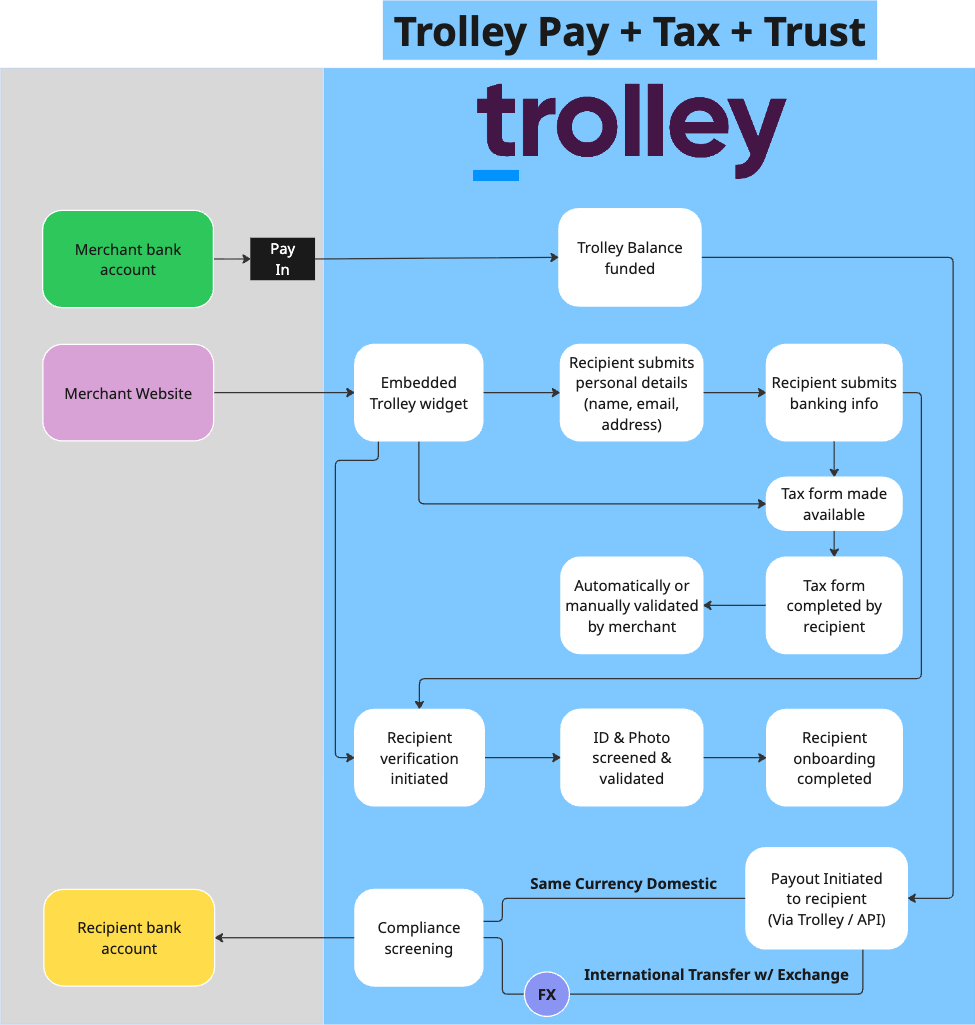 Trolley Pay + Tax + Trust
trolley
Merchant bank
account
Pay
In
Trolley Balance
funded
Merchant Website
Embedded
Trolley widget
Recipient submits
personal details
(name, email,
address)
Recipient submits
banking info
Tax form made
available
Automatically or
manually validated
by merchant
Tax form
completed by
recipient
Recipient
verification
initiated
ID & Photo
screened &
validated
Recipient
onboarding
completed
Same Currency Domestic
Payout Initiated
to recipient
(Via Trolley / API)
Recipient bank
account
Compliance
screening
International Transfer w/ Exchange
FX